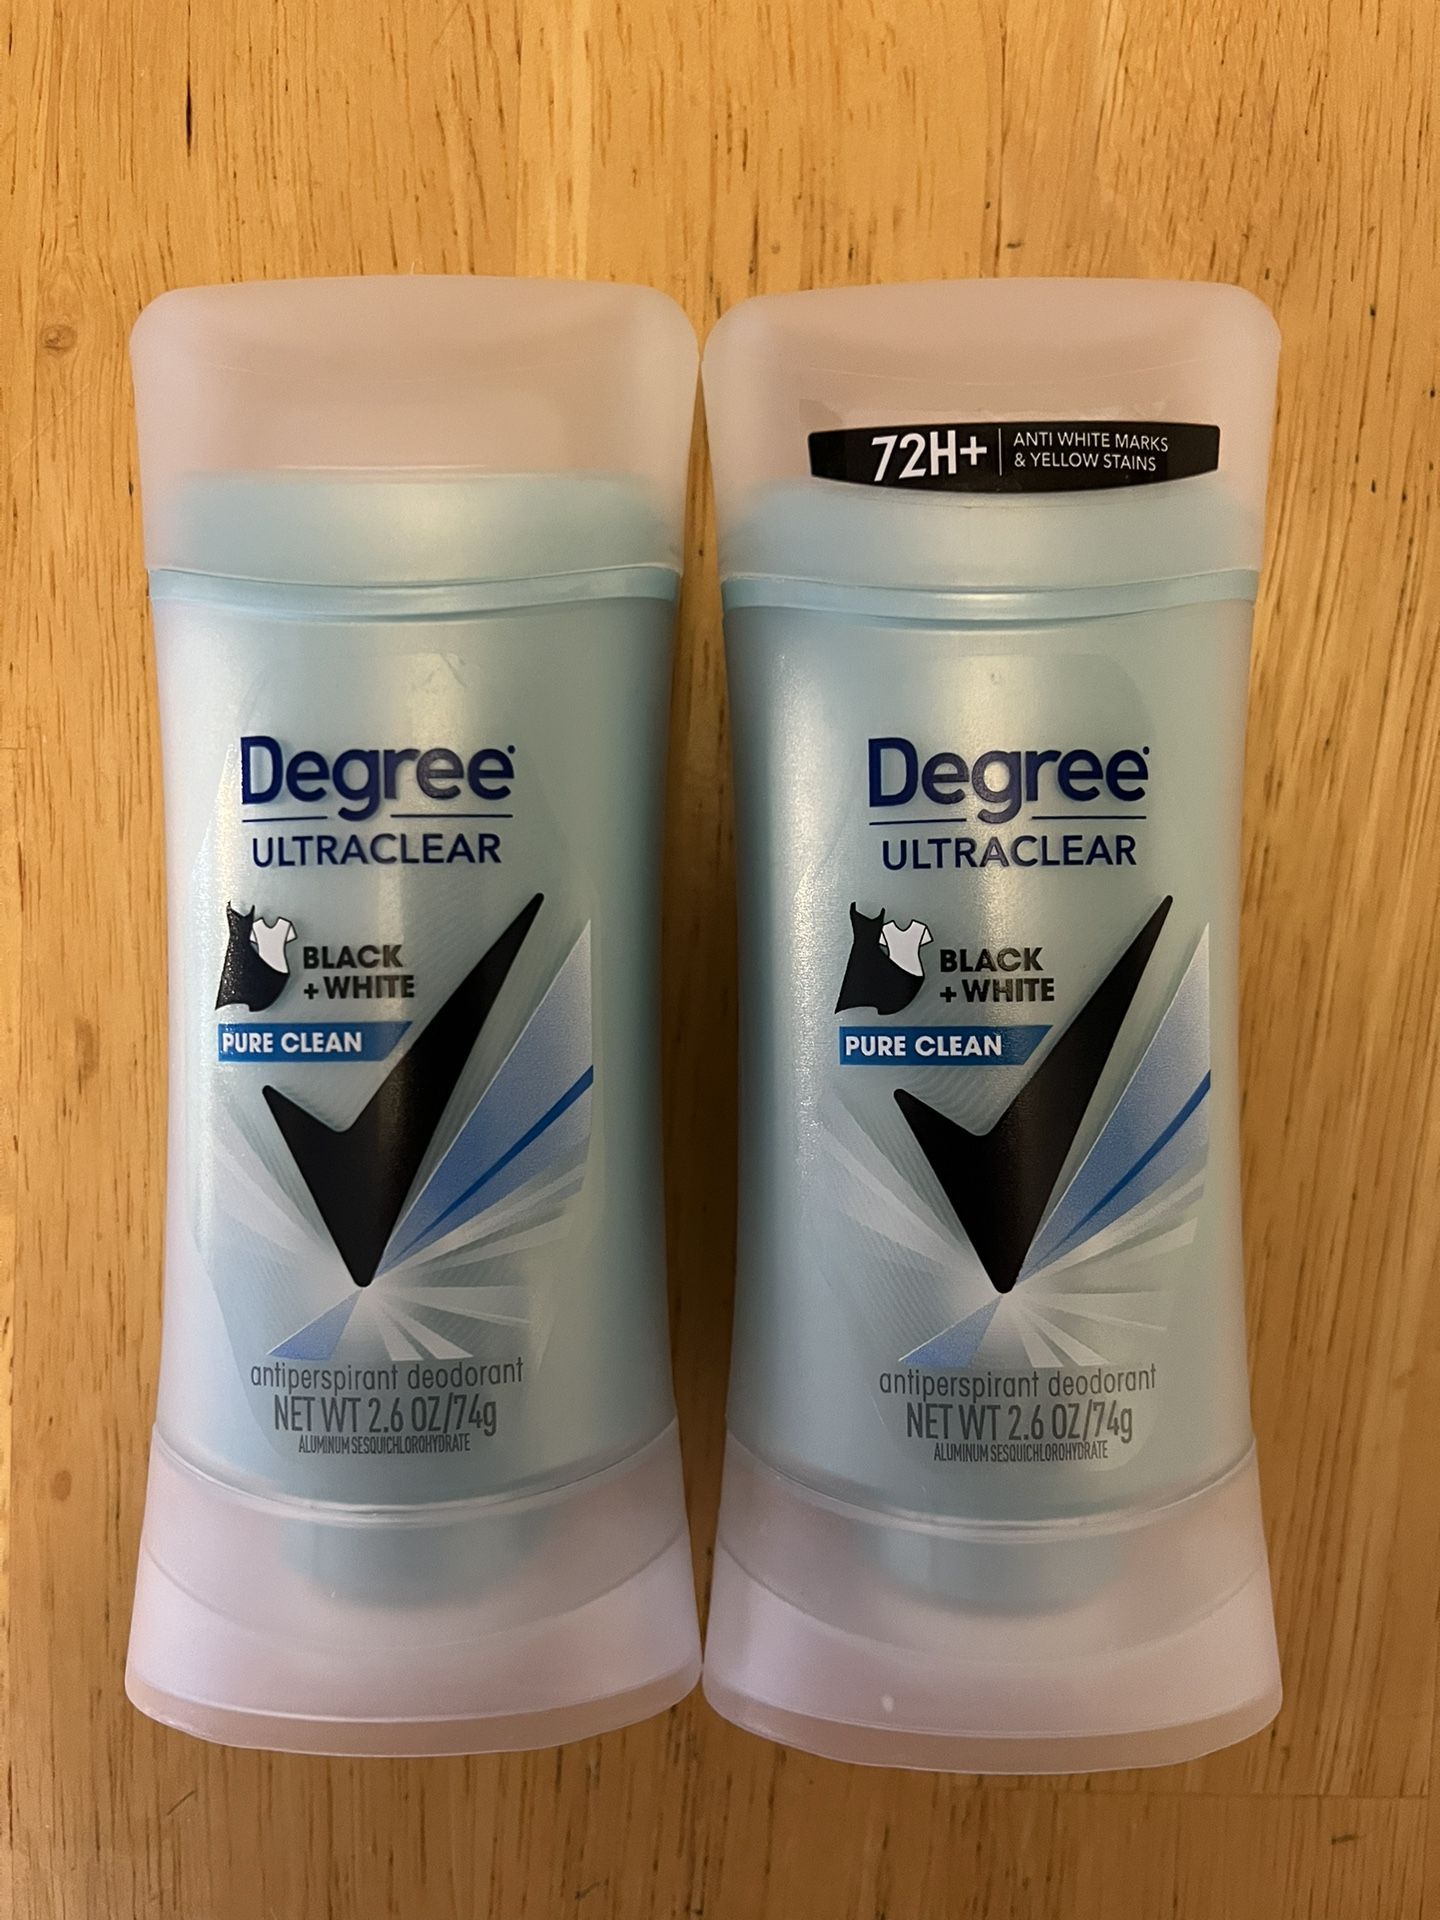 Degree
ULTRACLEAR
BLACK
+ WHITE
PURE CLEAN
antiperspirant deodorant
NET WT 2.6 OZ/74g
ALUMINUM SESQUICHLOROHYDRATE
72H+
ANTI WHITE MARKS
& YELLOW STAINS
Degree
ULTRACLEAR
BLACK
+ WHITE
PURE CLEAN
antiperspirant deodorant
NET WT 2.6 OZ/74g
ALUMINUM SESQUICHLOROHYDRATE